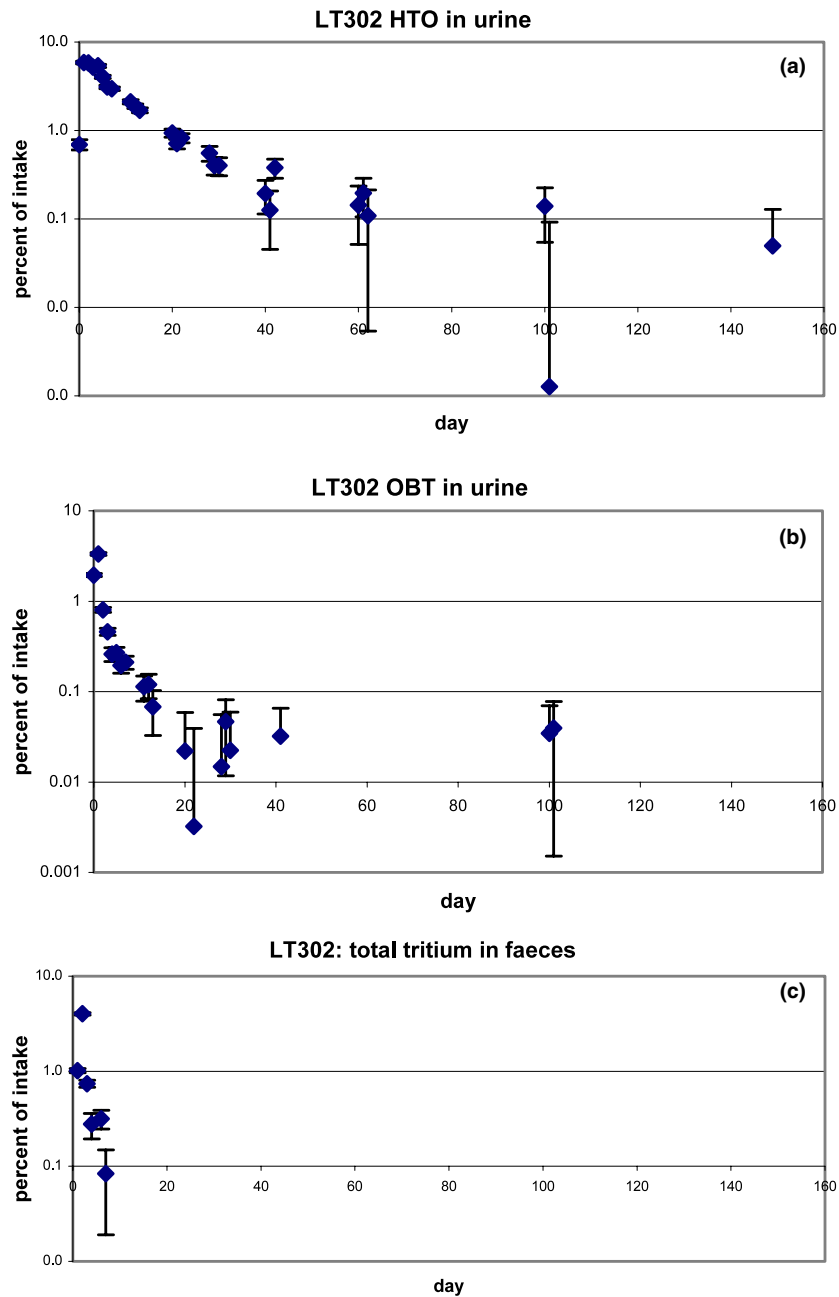 LT302 HTO in urine
(a)
percent of intake
10.0
1.0
0.1
0.0
0.0
0 20 40 60 80 100 120 140 160
day
LT302 OBT in urine
(b)
percent of intake
10
1
0.1
0.01
0.001
0 20 40 60 80 100 120 140 160
day
LT302: total tritium in faeces
(c)
percent of intake
10.0
1.0
0.1
0.0
0 20 40 60 80 100 120 140 160
day